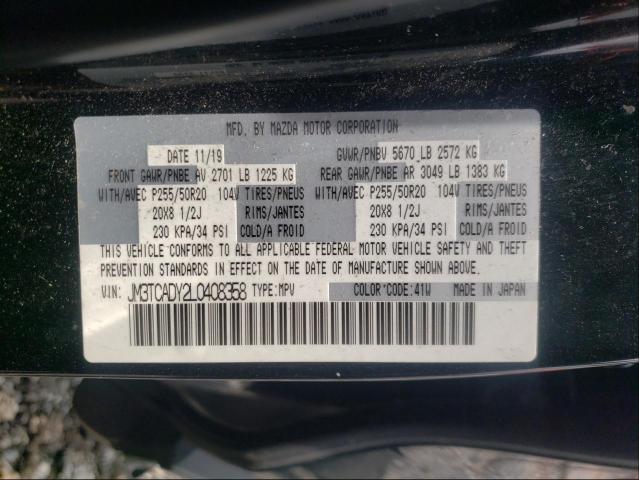 MFD. BY MAZDA MOTOR CORPORATION
DATE 11/19 GVWR/PNBV 5670 LB 2572 KG
FRONT GAWR/PNBE AV 2701 LB 1225 KG REAR GAWR/PNBE AR 3049 LB 1383 KG
WITH/AVEC P255/50R20 104V TIRES/PNEUS WITH/AVEC P255/50R20 104V TIRES/PNEUS
20X8 1/2J RIMS/JANTES 20X8 1/2J RIMS/JANTES
230 KPA/34 PSI COLD/A FROID 230 KPA/34 PSI COLD/A FROID
THIS VEHICLE CONFORMS TO ALL APPLICABLE FEDERAL MOTOR VEHICLE SAFETY AND THEFT
PREVENTION STANDARDS IN EFFECT ON THE DATE OF MANUFACTURE SHOWN ABOVE.
VIN: JM3TCADY2L0408358 TYPE:MPV COLOR CODE:41W MADE IN JAPAN